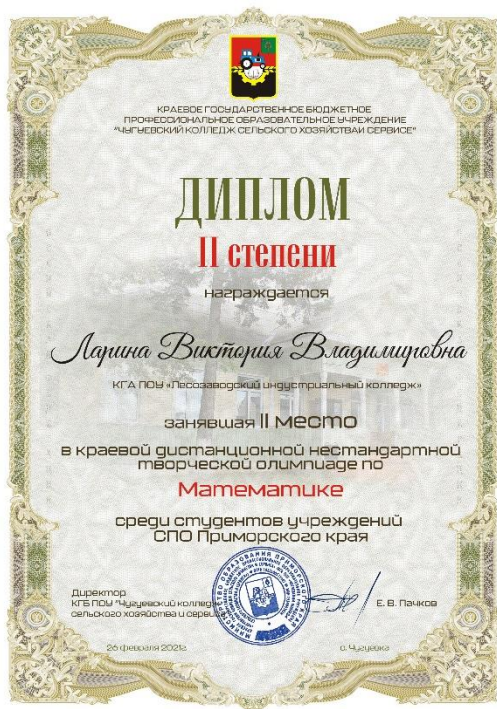 КРАЕВОЕ ГОСУДАРСТВЕННОЕ БЮДЖЕТНОЕ
ПРОФЕССИОНАЛЬНОЕ ОБРАЗОВАТЕЛЬНОЕ УЧРЕЖДЕНИЕ
"ЧУГУЕВСКИЙ КОЛЛЕДЖ СЕЛЬСКОГО ХОЗЯЙСТВАИ СЕРВИСЕ"
ДИПЛОМ
II степени
награждается
Ларина Виктория Владимировна
КГА ПОУ «Лесозаводский индустриальный колледж»
занявшая II место
в краевой дистанционной нестандартной
творческой олимпиаде по
Математике
среди студентов учреждений
СПО Приморского края
Директор
КГБ ПОУ "Чугуевский колледж
сельского хозяйства и сервиса
Е. В. Пачков
26 февраля 2021г.
с. Чугуевка